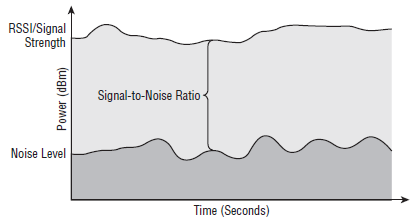 RSSI/Signal
Strength
Power (dBm)
Signal-to-Noise Ratio
Noise Level
Time (Seconds)